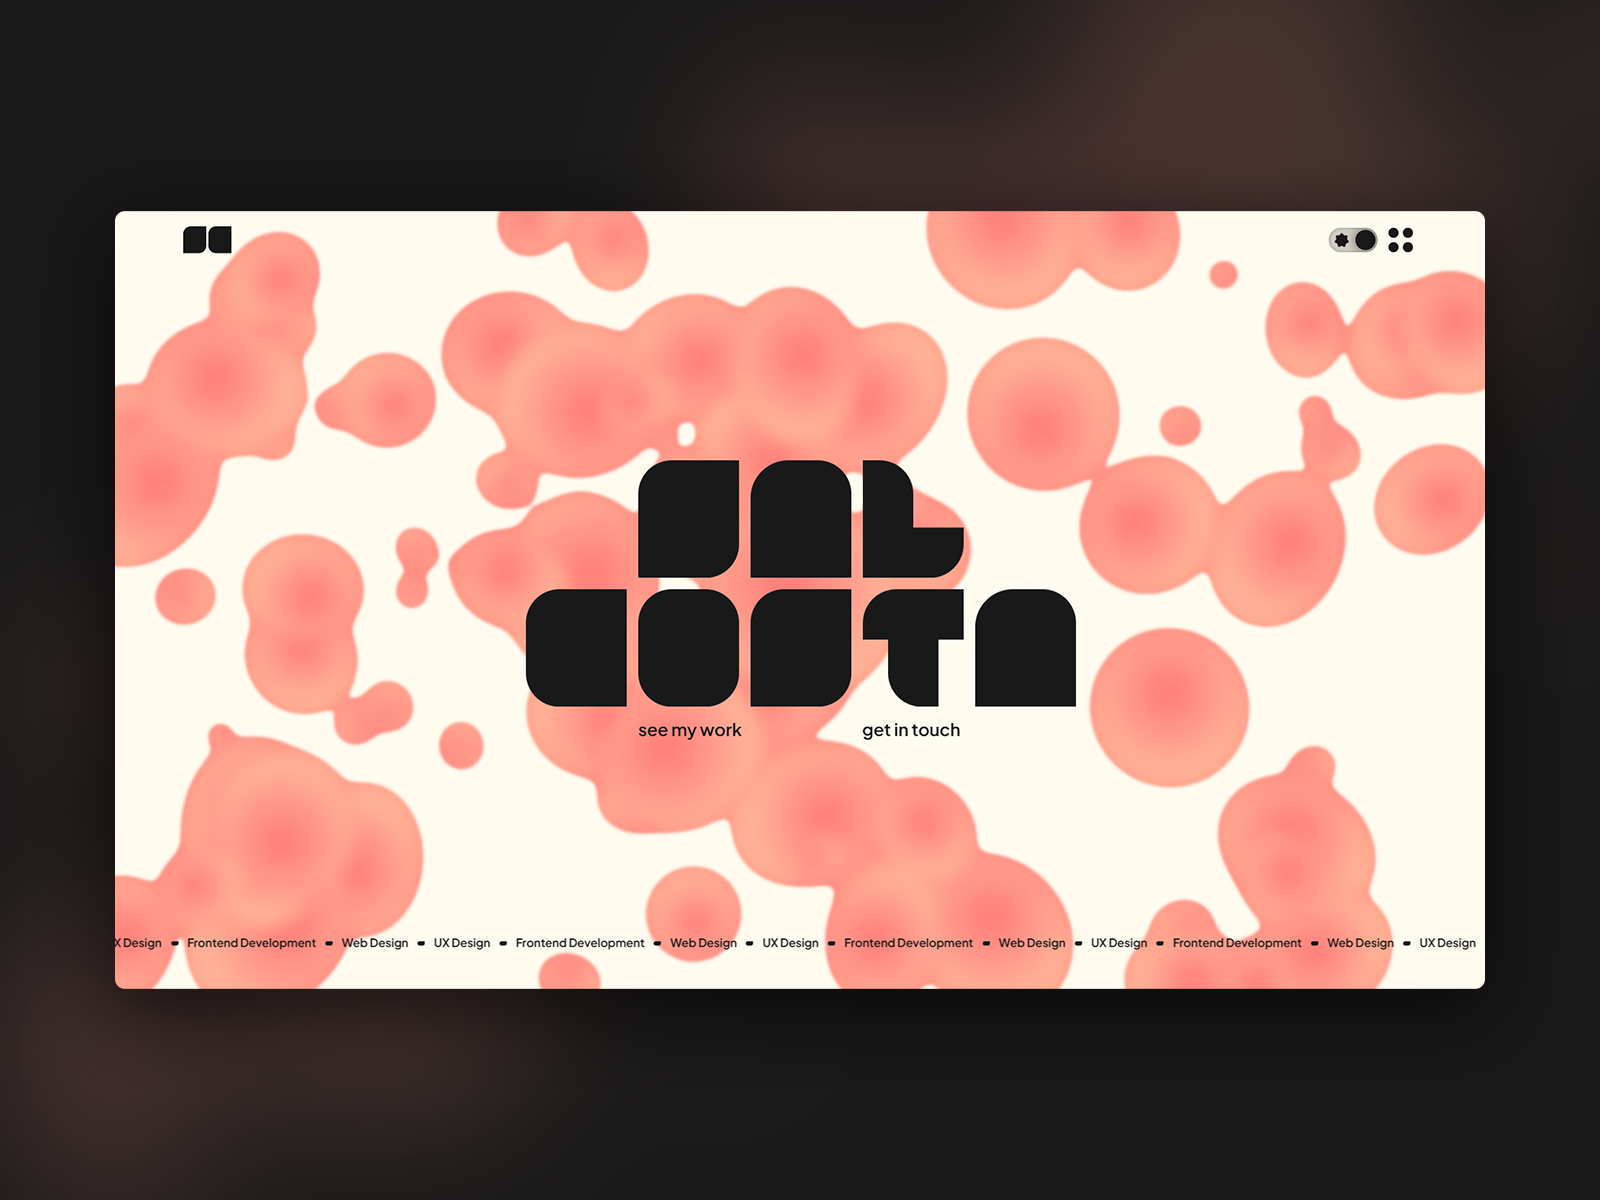 SAL
COSTA
see my work get in touch
X Design - Frontend Development - Web Design - UX Design - Frontend Development - Web Design - UX Design - Frontend Development - Web Design - UX Design - Frontend Development - Web Design - UX Design